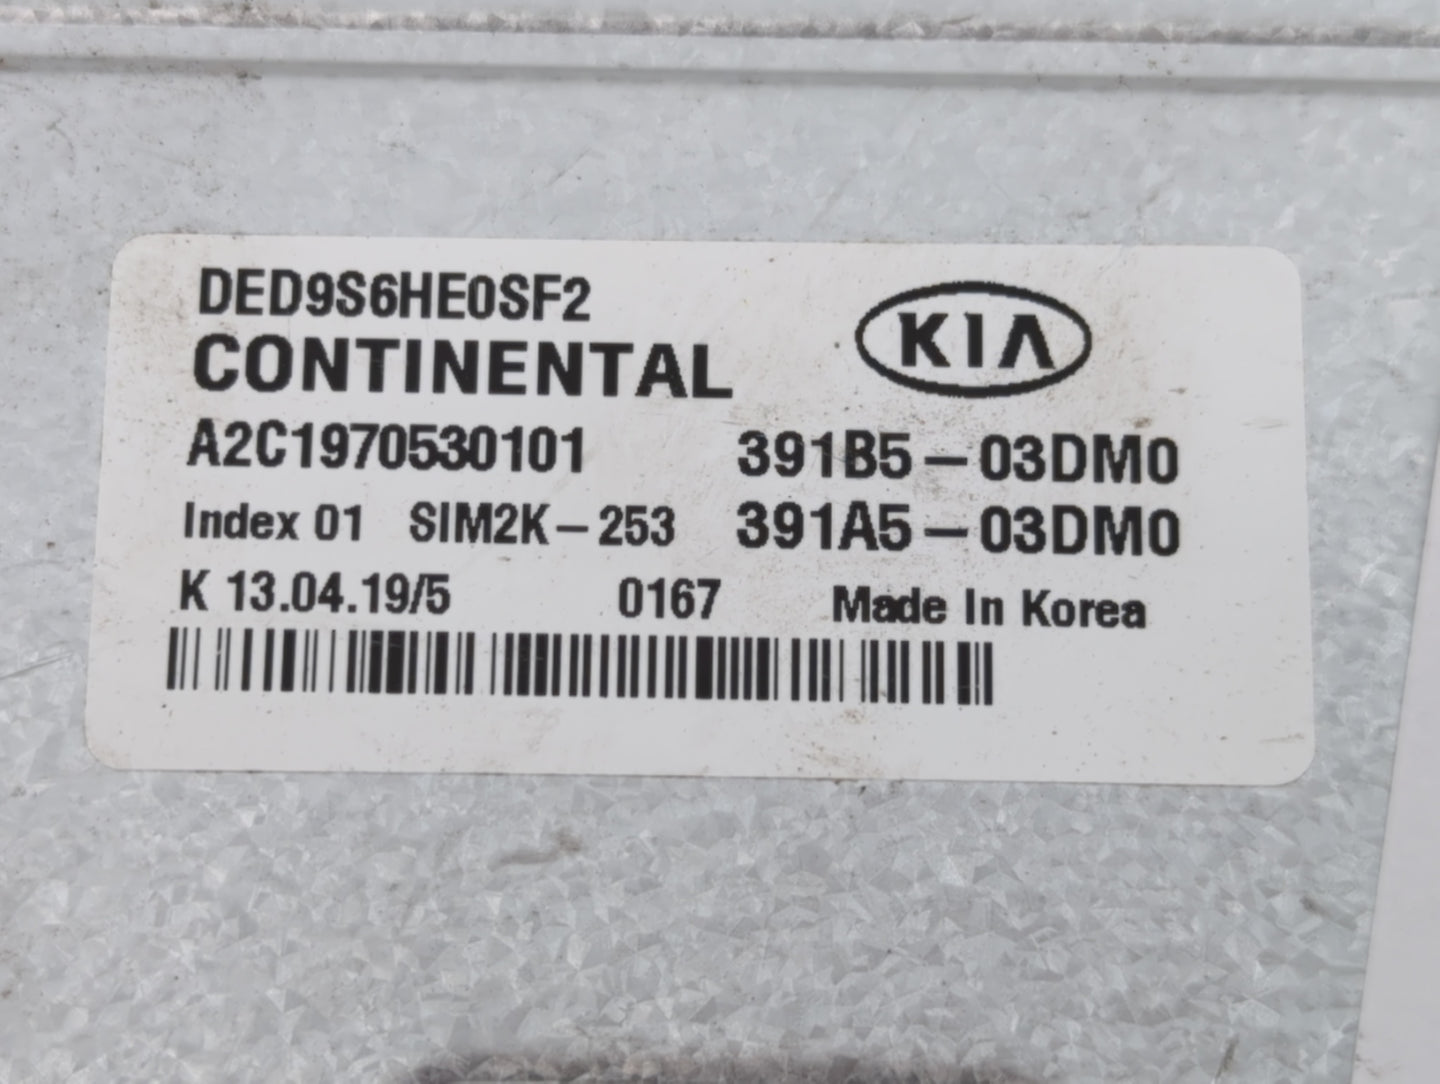 DED9S6HE0SF2
CONTINENTAL
KIA
A2C1970530101 391B5-03DM0
Index 01 SIM2K-253 391A5-03DM0
K 13.04.19/5 0167 Made In Korea